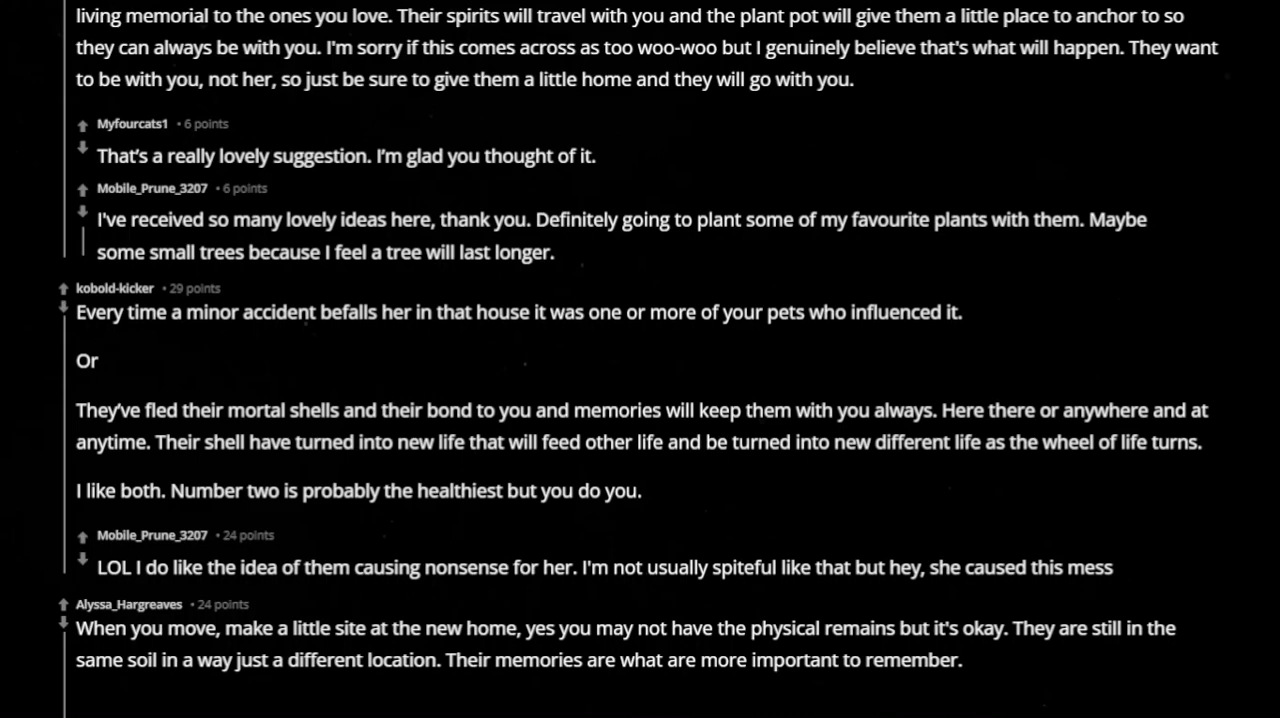 living memorial to the ones you love. Their spirits will travel with you and the plant pot will give them a little place to anchor to so
they can always be with you. I'm sorry if this comes across as too woo-woo but I genuinely believe that's what will happen. They want
to be with you, not her, so just be sure to give them a little home and they will go with you.
Myfourcats1 • 6 points
That’s a really lovely suggestion. I’m glad you thought of it.
Mobile_Prune_3207 • 6 points
I've received so many lovely ideas here, thank you. Definitely going to plant some of my favourite plants with them. Maybe
some small trees because I feel a tree will last longer.
kobold-kicker • 29 points
Every time a minor accident befalls her in that house it was one or more of your pets who influenced it.
Or
They’ve fled their mortal shells and their bond to you and memories will keep them with you always. Here there or anywhere and at
anytime. Their shell have turned into new life that will feed other life and be turned into new different life as the wheel of life turns.
I like both. Number two is probably the healthiest but you do you.
Mobile_Prune_3207 • 24 points
LOL I do like the idea of them causing nonsense for her. I'm not usually spiteful like that but hey, she caused this mess
Alyssa_Hargreaves • 24 points
When you move, make a little site at the new home, yes you may not have the physical remains but it's okay. They are still in the
same soil in a way just a different location. Their memories are what are more important to remember.